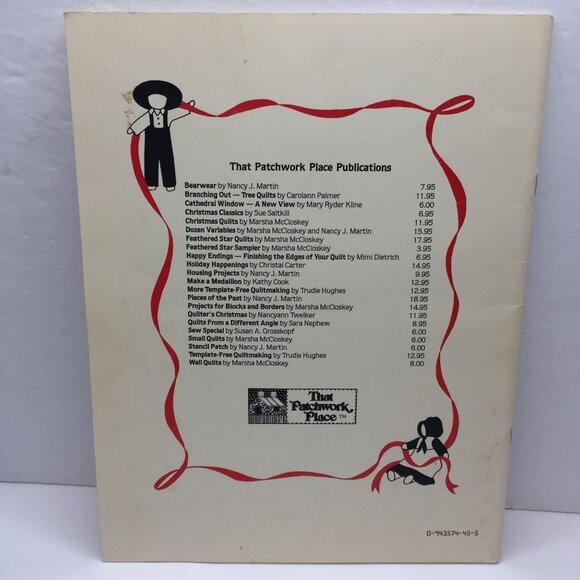 That Patchwork Place Publications
Bearwear by Nancy J. Martin 7.95
Branching Out — Tree Quilts by Carolann Palmer 11.95
Cathedral Window — A New View by Mary Ryder Kline 6.00
Christmas Classics by Sue Saltkill 6.95
Christmas Quilts by Marsha McCloskey 11.95
Dozen Variables by Marsha McCloskey and Nancy J. Martin 15.95
Feathered Star Quilts by Marsha McCloskey 17.95
Feathered Star Sampler by Marsha McCloskey 3.95
Happy Endings — Finishing the Edges of Your Quilt by Mimi Dietrich 6.95
Holiday Happenings by Christal Carter 14.95
Housing Projects by Nancy J. Martin 9.95
Make a Medallion by Kathy Cook 12.95
More Template-Free Quiltmaking by Trudie Hughes 12.95
Pieces of the Past by Nancy J. Martin 18.95
Projects for Blocks and Borders by Marsha McCloskey 14.95
Quilter's Christmas by Nancyann Twelker 11.95
Quilts From a Different Angle by Sara Nephew 8.95
Sew Special by Susan A. Grosskopf 6.00
Small Quilts by Marsha McCloskey 6.00
Stencil Patch by Nancy J. Martin 6.00
Template-Free Quiltmaking by Trudie Hughes 12.95
Wall Quilts by Marsha McCloskey 8.00
That
Patchwork
Place ™
0-943574-45-5